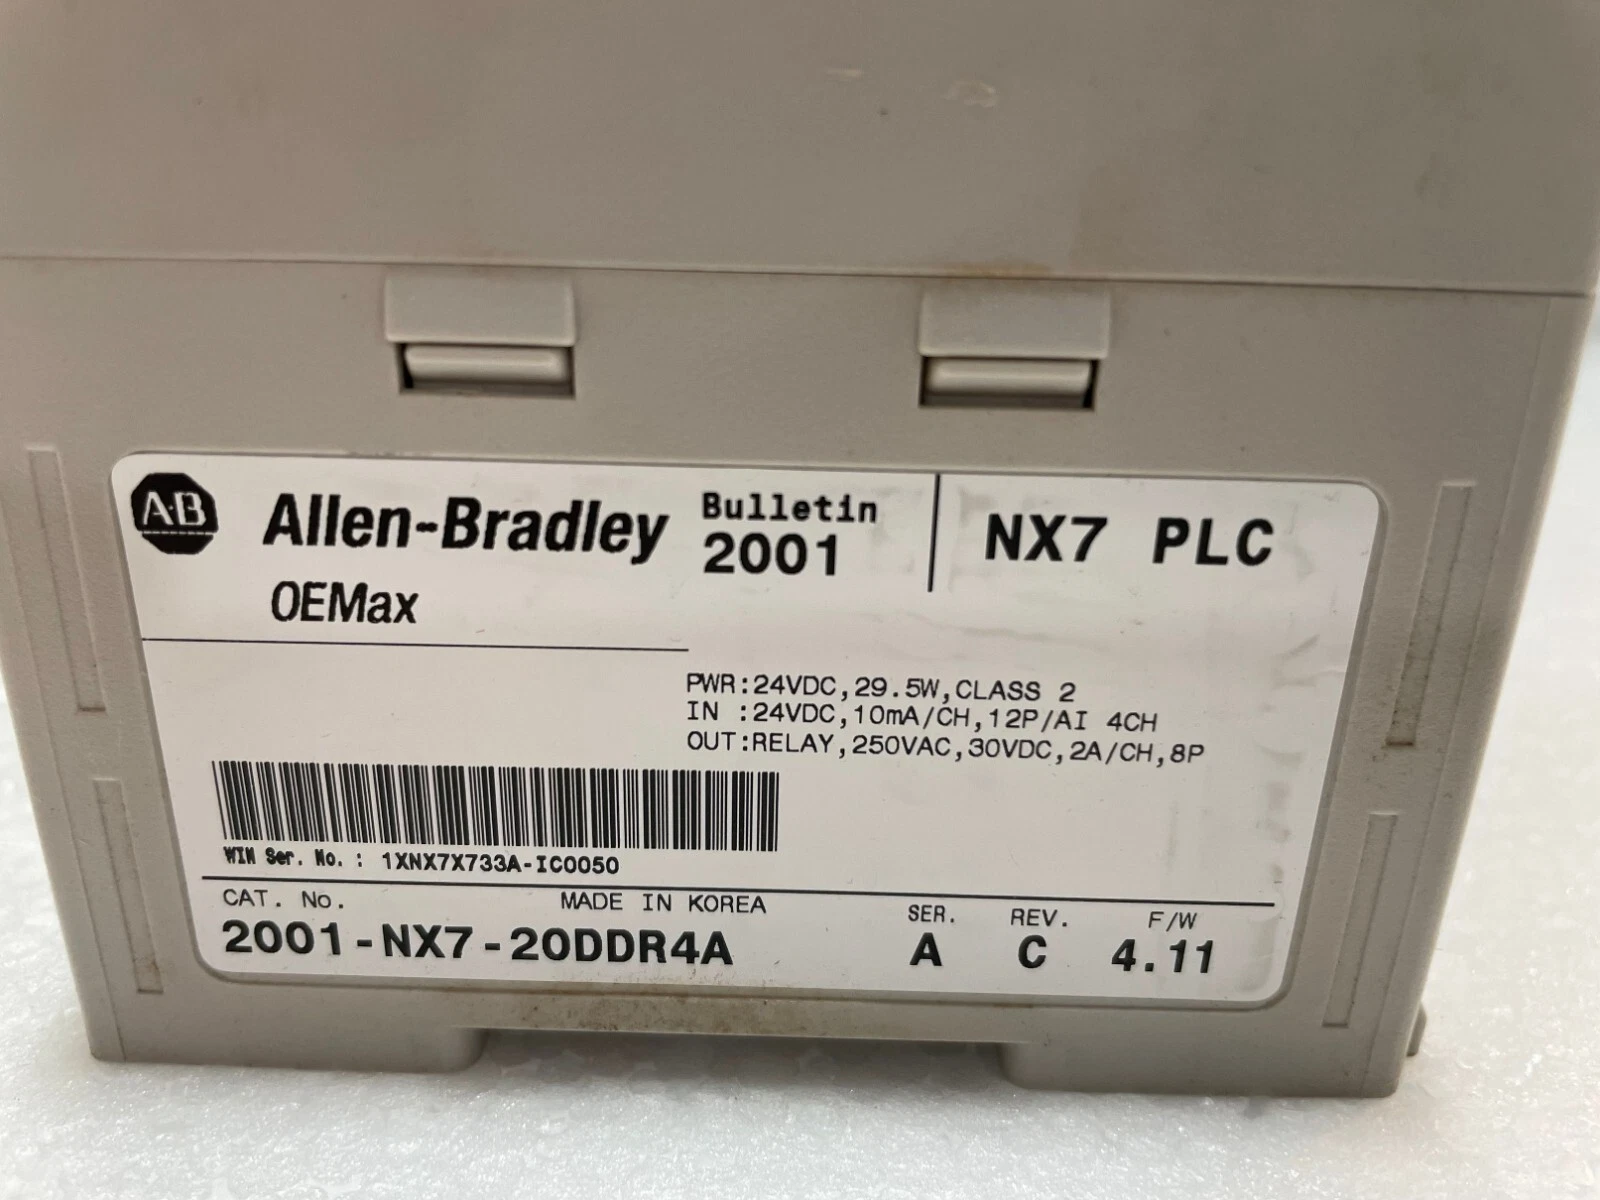 A·B Allen-Bradley Bulletin 2001 NX7 PLC
OEMax
PWR:24VDC,29.5W,CLASS 2
IN :24VDC,10mA/CH,12P/AI 4CH
OUT:RELAY,250VAC,30VDC,2A/CH,8P
WIN Ser. No. : 1XNX7X733A-IC0050
CAT. No. MADE IN KOREA SER. REV. F/W
2001-NX7-20DDR4A A C 4.11